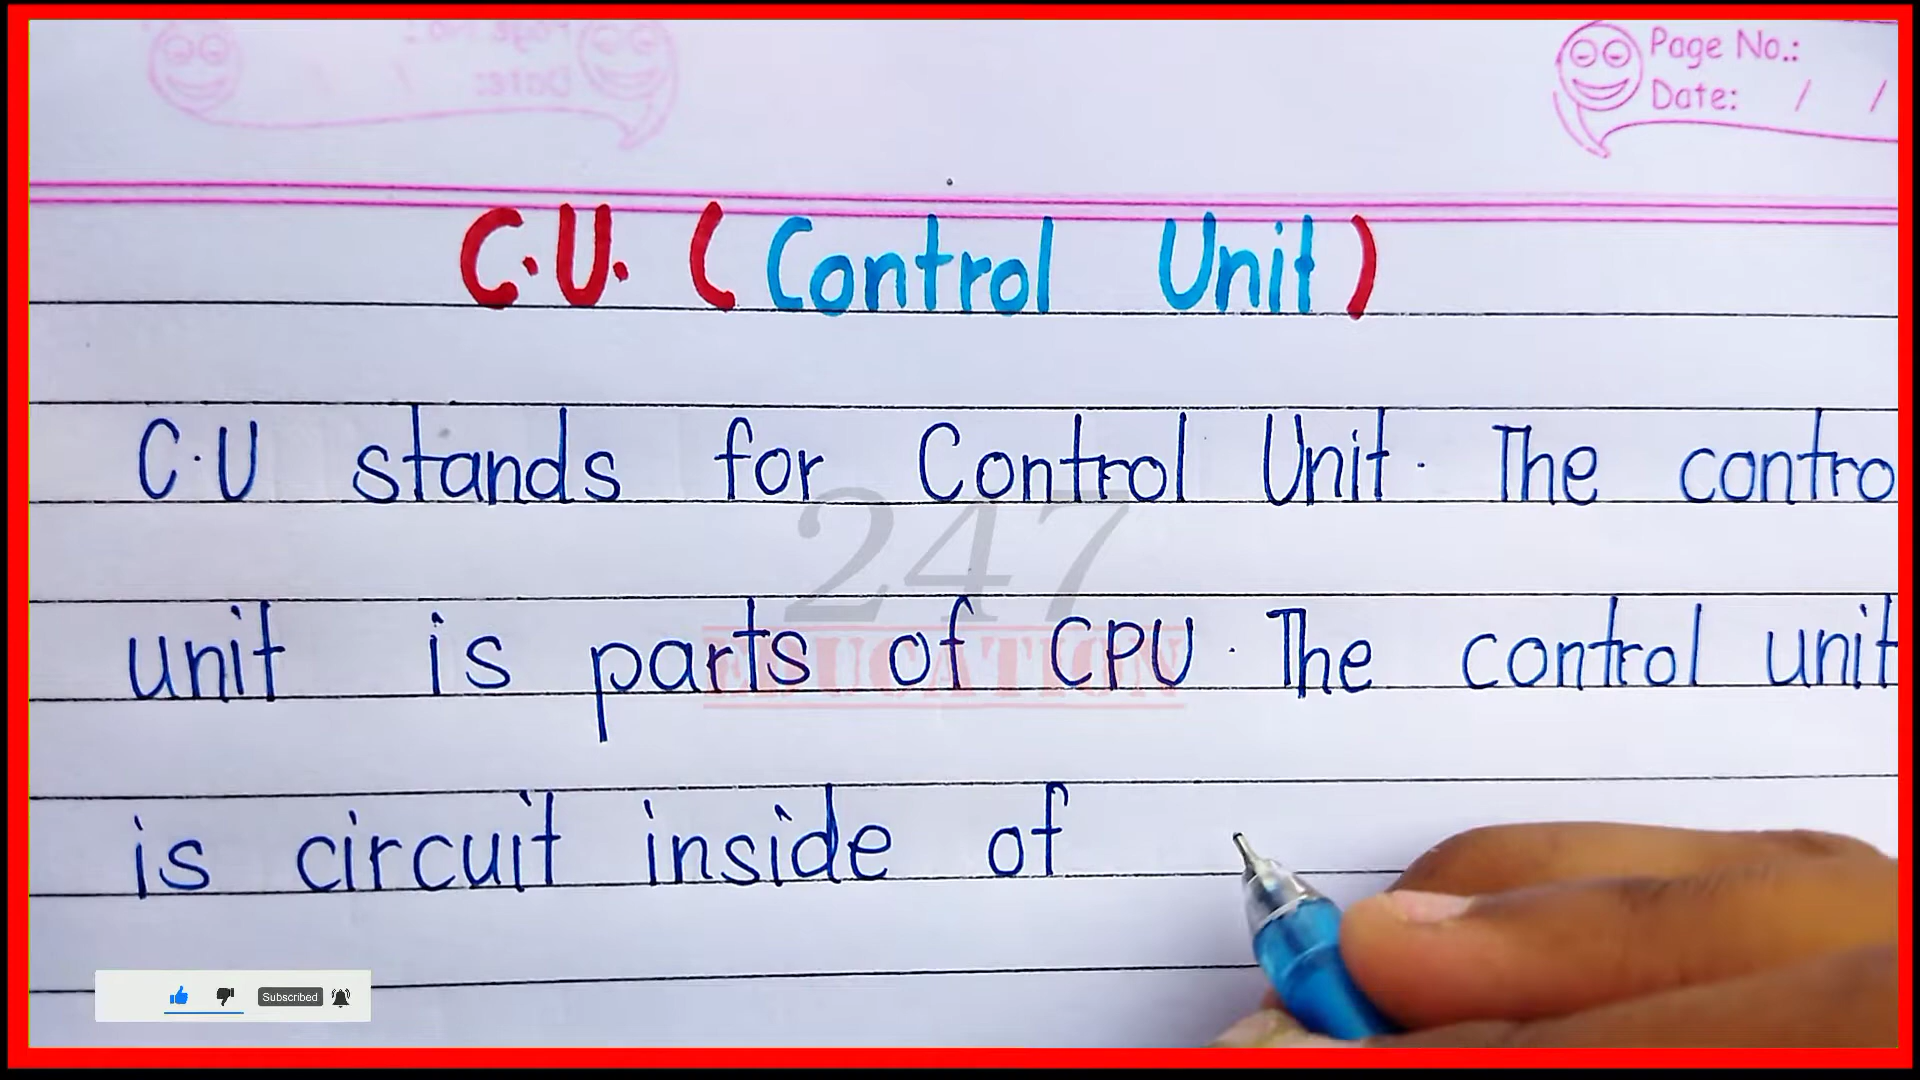 Page No.:
Date: / /
C.U. (Control Unit)
C.U stands for Control Unit. The contro
unit is parts of CPU. The control unit
is circuit inside of
247
EDUCATION
Subscribed